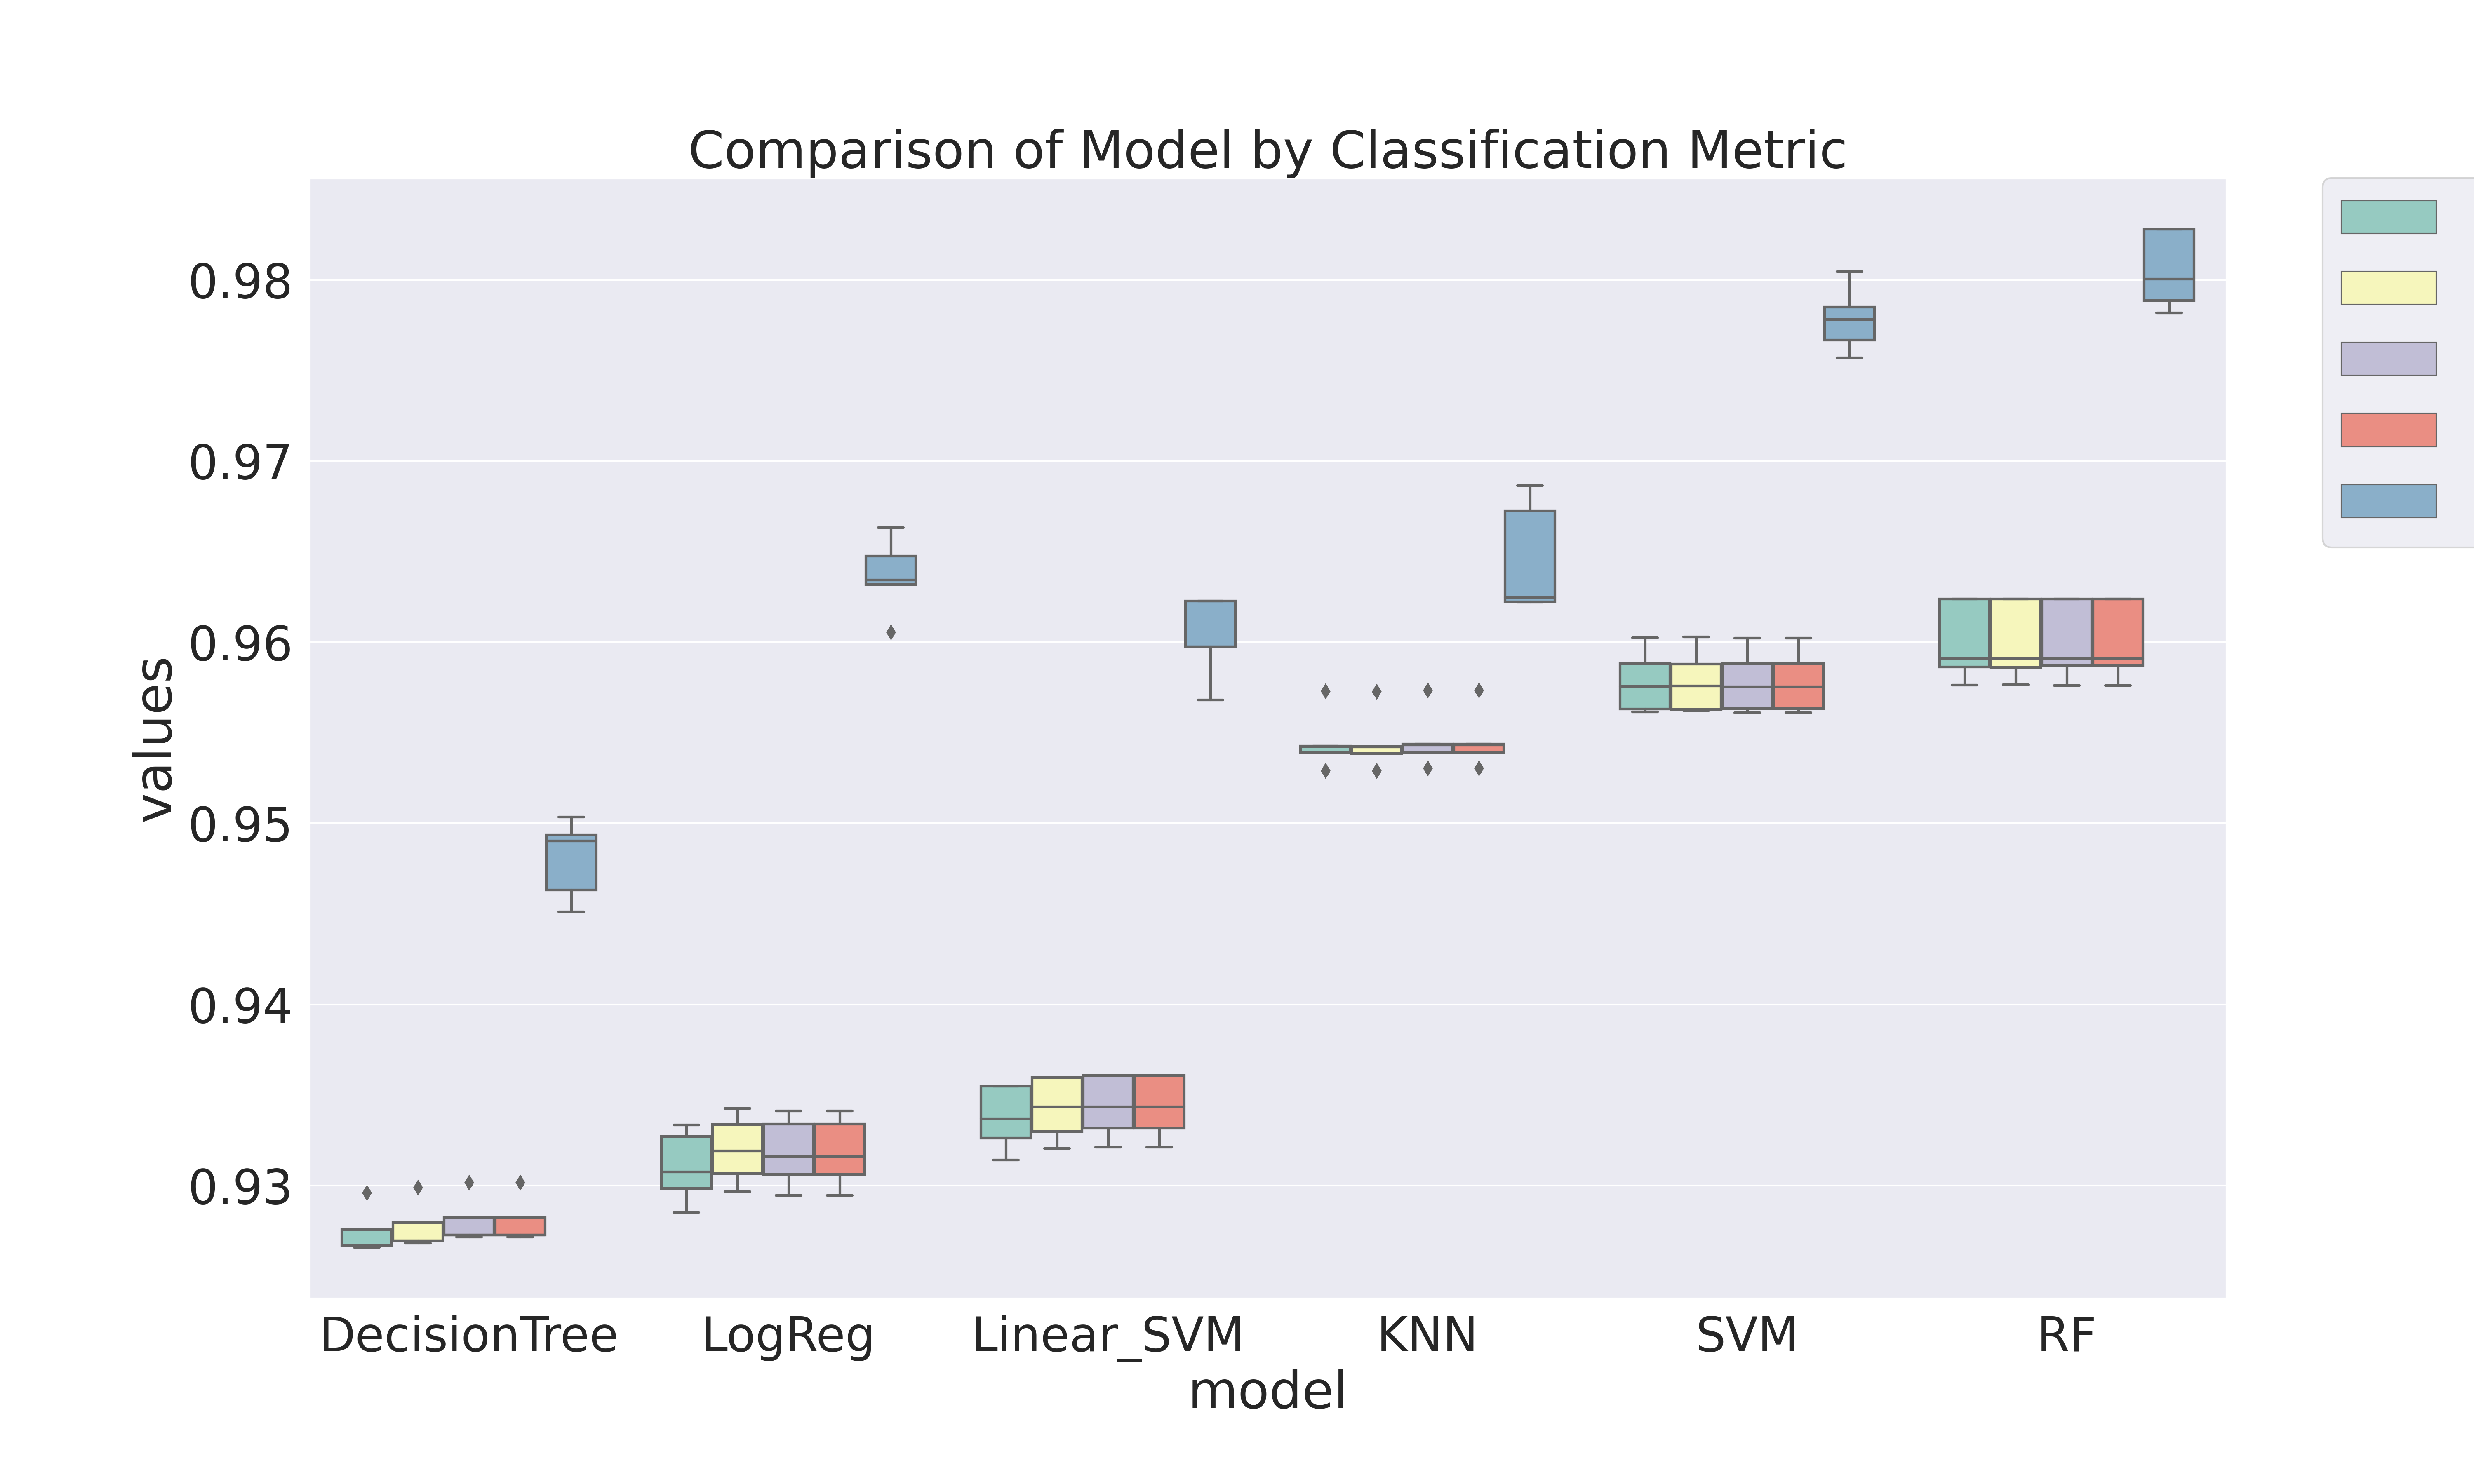 Comparison of Model by Classification Metric
0.98
0.97
0.96
0.95
0.94
0.93
values
DecisionTree LogReg Linear_SVM KNN SVM RF
model